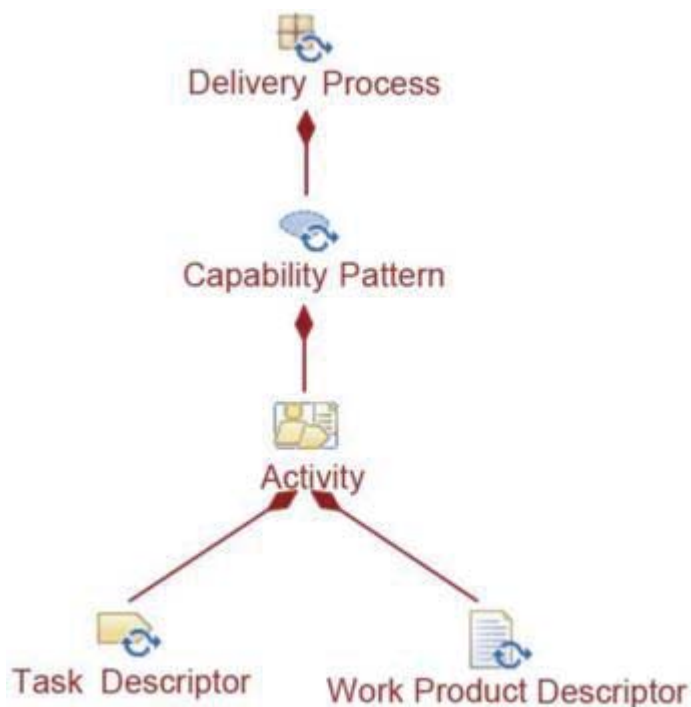 Delivery Process
Capability Pattern
Activity
Task Descriptor
Work Product Descriptor